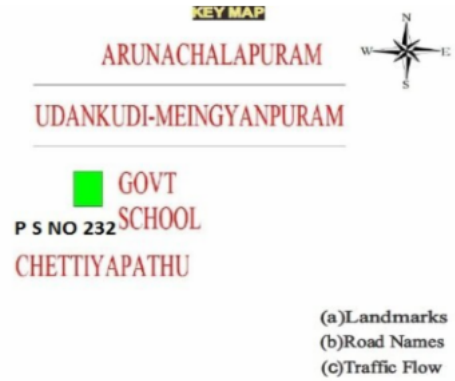 KEY MAP
N
ARUNACHALAPURAM
W E
S
UDANKUDI-MEINGYANPURAM
GOVT
SCHOOL
P S NO 232
CHETTIYAPATHU
(a)Landmarks
(b)Road Names
(c)Traffic Flow